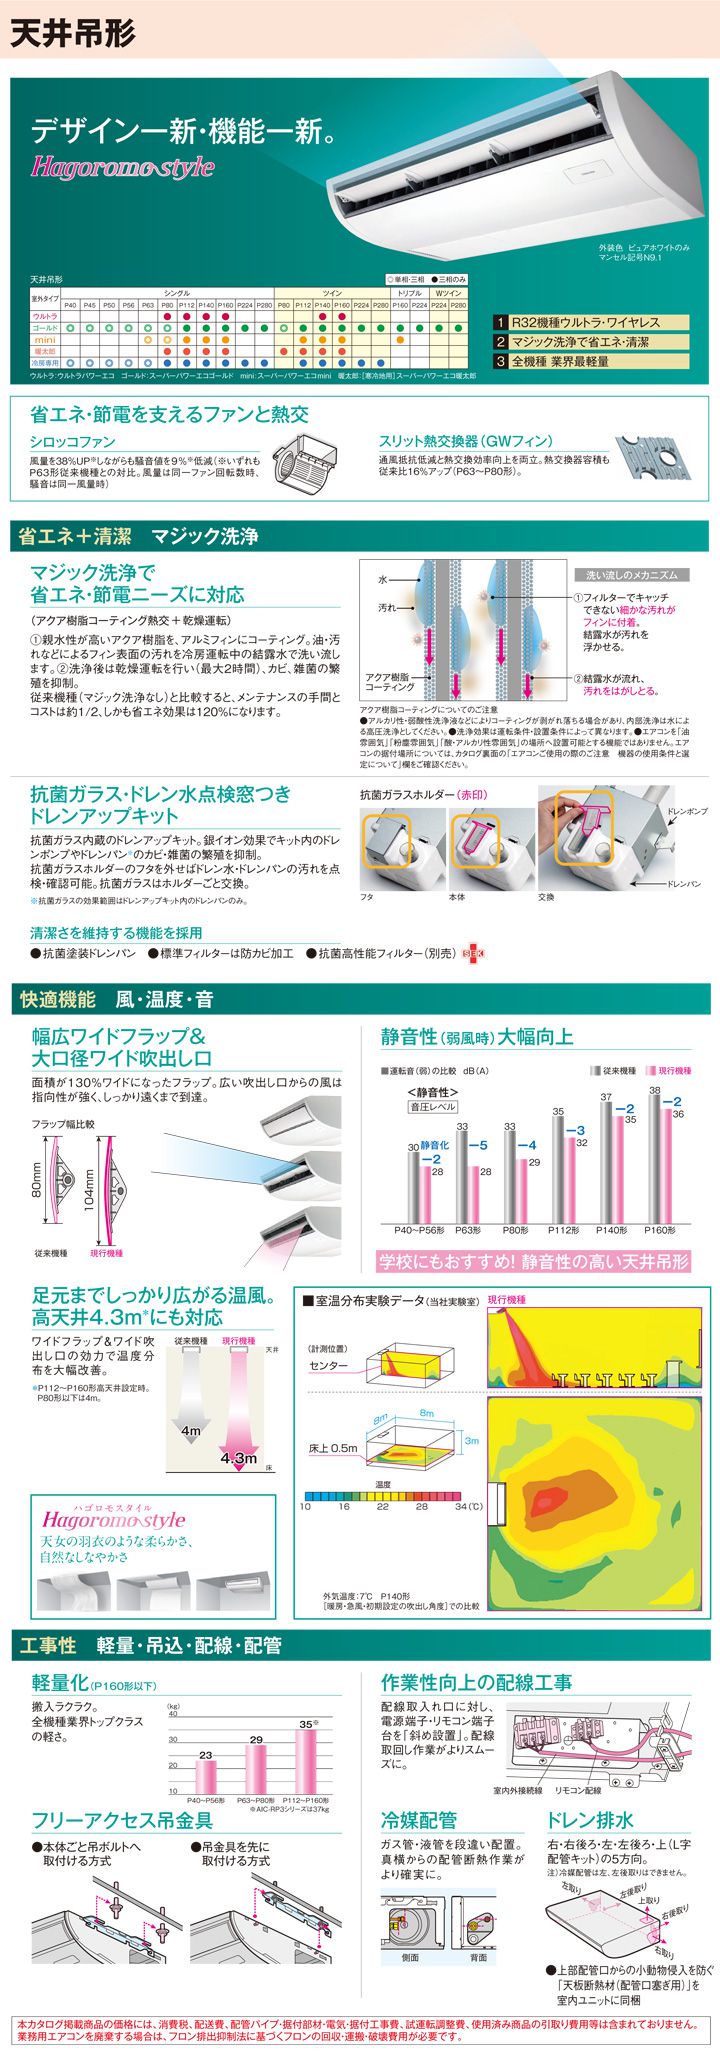 天井吊形
デザイン一新・機能一新。
Hagoromo style
外装色 ピュアホワイトのみ
マンセル記号N9.1
天井吊形
◎単相・三相 ●三相のみ
室外タイプ シングル ツイン トリプル Wツイン
P40 P45 P50 P56 P63 P80 P112 P140 P160 P224 P280 P80 P112 P140 P160 P224 P280 P160 P224 P224 P280
ウルトラ
ゴールド
mini
暖太郎
冷房専用
ウルトラ:ウルトラパワーエコ ゴールド:スーパーパワーエコゴールド mini:スーパーパワーエコmini 暖太郎:[寒冷地用]スーパーパワーエコ暖太郎
1 R32機種ウルトラ・ワイヤレス
2 マジック洗浄で省エネ・清潔
3 全機種 業界最軽量
省エネ・節電を支えるファンと熱交
シロッコファン
風量を38%UP※しながらも騒音値を9%※低減(※いずれも
P63形従来機種との対比。風量は同一ファン回転数時、
騒音は同一風量時)
スリット熱交換器(GWフィン)
通風抵抗低減と熱交換効率向上を両立。熱交換器容積も
従来比16%アップ(P63〜P80形)。
省エネ+清潔 マジック洗浄
マジック洗浄で
省エネ・節電ニーズに対応
(アクア樹脂コーティング熱交+乾燥運転)
①親水性が高いアクア樹脂を、アルミフィンにコーティング。油・汚
れなどによるフィン表面の汚れを冷房運転中の結露水で洗い流し
ます。②洗浄後は乾燥運転を行い(最大2時間)、カビ、雑菌の繁
殖を抑制。
従来機種(マジック洗浄なし)と比較すると、メンテナンスの手間と
コストは約1/2、しかも省エネ効果は120%になります。
水
汚れ
アクア樹脂
コーティング
洗い流しのメカニズム
①フィルターでキャッチ
できない細かな汚れが
フィンに付着。
結露水が汚れを
浮かせる。
②結露水が流れ、
汚れをはがしとる。
アクア樹脂コーティングについてのご注意
●アルカリ性・弱酸性洗浄液などによりコーティングが剥がれ落ちる場合があり、内部洗浄は水によ
る高圧洗浄としてください。●洗浄効果は運転条件・設置条件によって異なります。●エアコンを「油
雰囲気」「粉塵雰囲気」「酸・アルカリ性雰囲気」の場所へ設置可能とする機能ではありません。エア
コンの据付場所については、カタログ裏面の「エアコンご使用の際のご注意 機器の使用条件と選
定について」欄をご確認ください。
抗菌ガラス・ドレン水点検窓つき
ドレンアップキット
抗菌ガラス内蔵のドレンアップキット。銀イオン効果でキット内のドレ
ンポンプやドレンパン※のカビ・雑菌の繁殖を抑制。
抗菌ガラスホルダーのフタを外せばドレン水・ドレンパンの汚れを点
検・確認可能。抗菌ガラスはホルダーごと交換。
※抗菌ガラスの効果範囲はドレンアップキット内のドレンパンのみ。
抗菌ガラスホルダー(赤印)
フタ
本体
交換
ドレンポンプ
ドレンパン
清潔さを維持する機能を採用
●抗菌塗装ドレンパン ●標準フィルターは防カビ加工 ●抗菌高性能フィルター(別売) SEK
快適機能 風・温度・音
幅広ワイドフラップ&
大口径ワイド吹出し口
面積が130%ワイドになったフラップ。広い吹出し口からの風は
指向性が強く、しっかり遠くまで到達。
フラップ幅比較
80mm
104mm
従来機種
現行機種
静音性(弱風時)大幅向上
■運転音(弱)の比較 dB(A)
従来機種 現行機種
<静音性>
音圧レベル
30 静音化 −2 28
33 −5 28
33 −4 29
35 −3 32
37 −2 35
38 −2 36
P40〜P56形 P63形 P80形 P112形 P140形 P160形
学校にもおすすめ! 静音性の高い天井吊形
足元までしっかり広がる温風。
高天井4.3m※にも対応
ワイドフラップ&ワイド吹
出し口の効力で温度分
布を大幅改善。
※P112〜P160形高天井設定時。
P80形以下は4m。
従来機種 現行機種
天井
4m
4.3m
床
■室温分布実験データ(当社実験室)
現行機種
(計測位置)
センター
8m
8m
3m
床上0.5m
温度
10 16 22 28 34(℃)
外気温度:7℃ P140形
[暖房・急風・初期設定の吹出し角度]での比較
ハゴロモスタイル
Hagoromo style
天女の羽衣のような柔らかさ、
自然なしなやかさ
工事性 軽量・吊込・配線・配管
軽量化(P160形以下)
搬入ラクラク。
全機種業界トップクラス
の軽さ。
(kg)
40
30
20
10
23
29
35※
P40〜P56形 P63〜P80形 P112〜P160形
※AIC-RP3シリーズは37kg
作業性向上の配線工事
配線取入れ口に対し、
電源端子・リモコン端子
台を「斜め設置」。配線
取回し作業がよりスムー
ズに。
室内外接続線
リモコン配線
フリーアクセス吊金具
●本体ごと吊ボルトへ
取付ける方式
●吊金具を先に
取付ける方式
冷媒配管
ガス管・液管を段違い配置。
真横からの配管断熱作業が
より確実に。
側面
背面
ドレン排水
右・右後ろ・左・左後ろ・上(L字
配管キット)の5方向。
注)冷媒配管は左、左後取りはできません。
左取り
左後取り
上取り
右後取り
右取り
●上部配管口からの小動物侵入を防ぐ
「天板断熱材(配管口塞ぎ用)」を
室内ユニットに同梱
本カタログ掲載商品の価格には、消費税、配送費、配管パイプ・据付部材・電気・据付工事費、試運転調整費、使用済み商品の引取り費用等は含まれておりません。
業務用エアコンを廃棄する場合は、フロン排出抑制法に基づくフロンの回収・運搬・破壊費用が必要です。